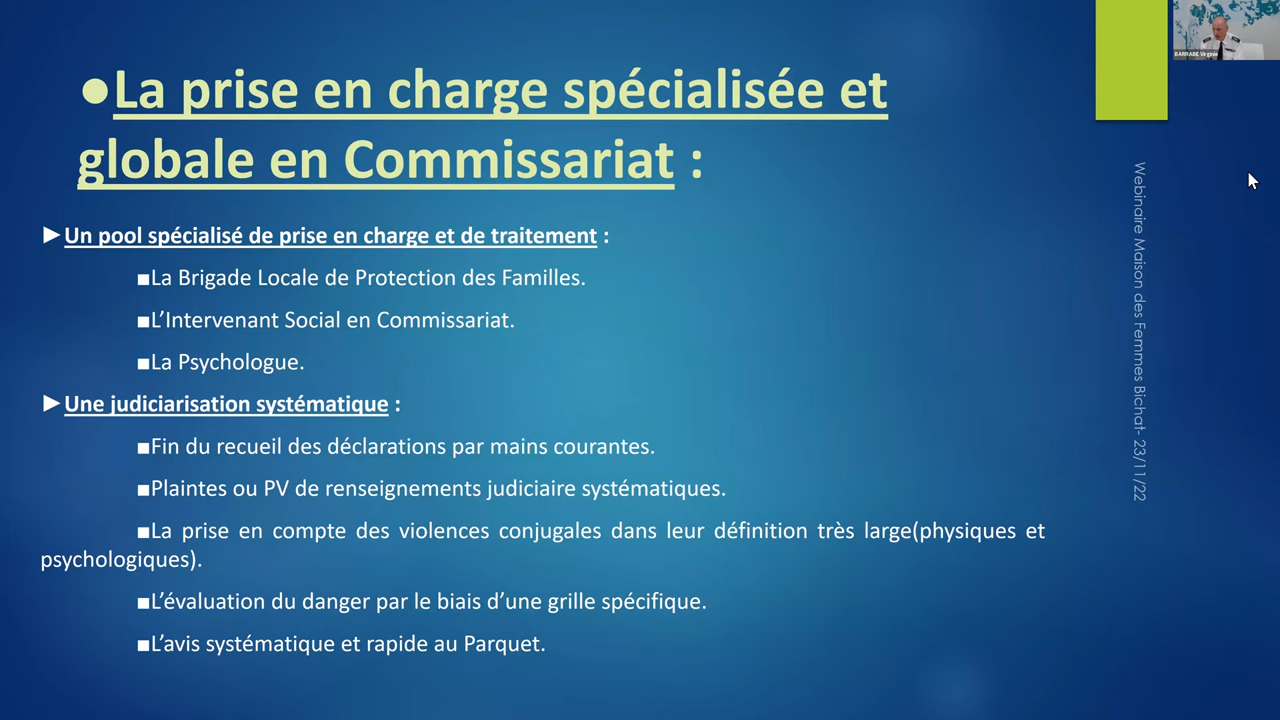 ●La prise en charge spécialisée et
globale en Commissariat :
►Un pool spécialisé de prise en charge et de traitement :
■La Brigade Locale de Protection des Familles.
■L’Intervenant Social en Commissariat.
■La Psychologue.
►Une judiciarisation systématique :
■Fin du recueil des déclarations par mains courantes.
■Plaintes ou PV de renseignements judiciaire systématiques.
■La prise en compte des violences conjugales dans leur définition très large(physiques et
psychologiques).
■L’évaluation du danger par le biais d’une grille spécifique.
■L’avis systématique et rapide au Parquet.
Webinaire Maison des Femmes Bichat- 23/11/22
BARRABE Virginie